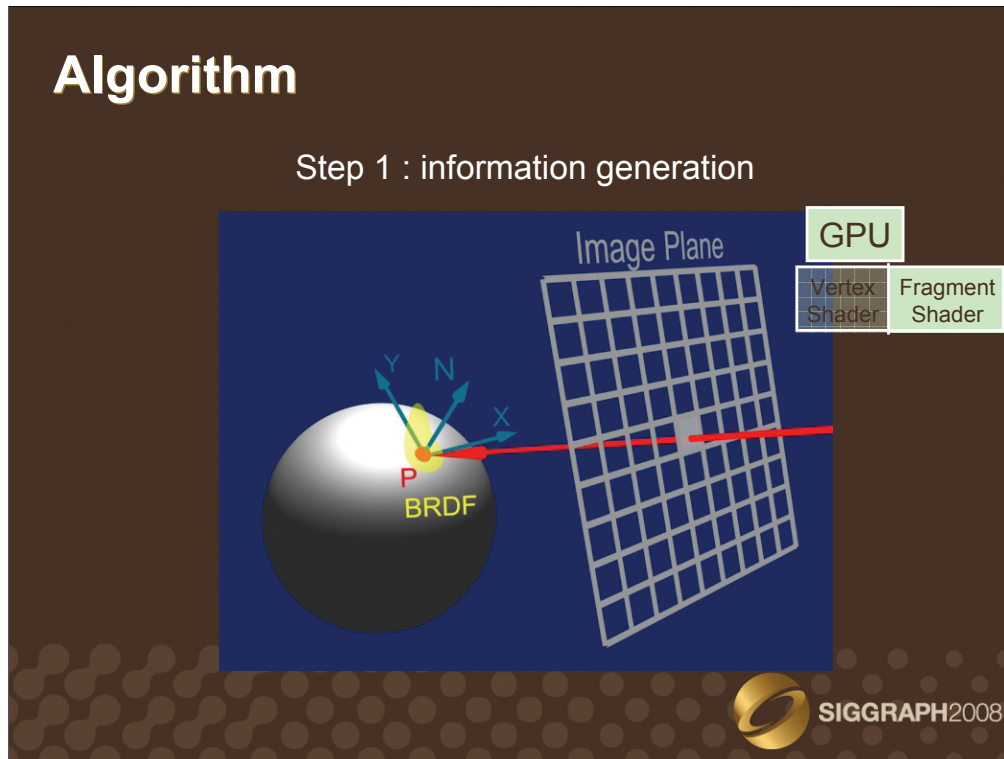 Algorithm
Step 1 : information generation
GPU
Vertex Shader
Fragment Shader
Image Plane
Y
N
X
P
BRDF
SIGGRAPH2008